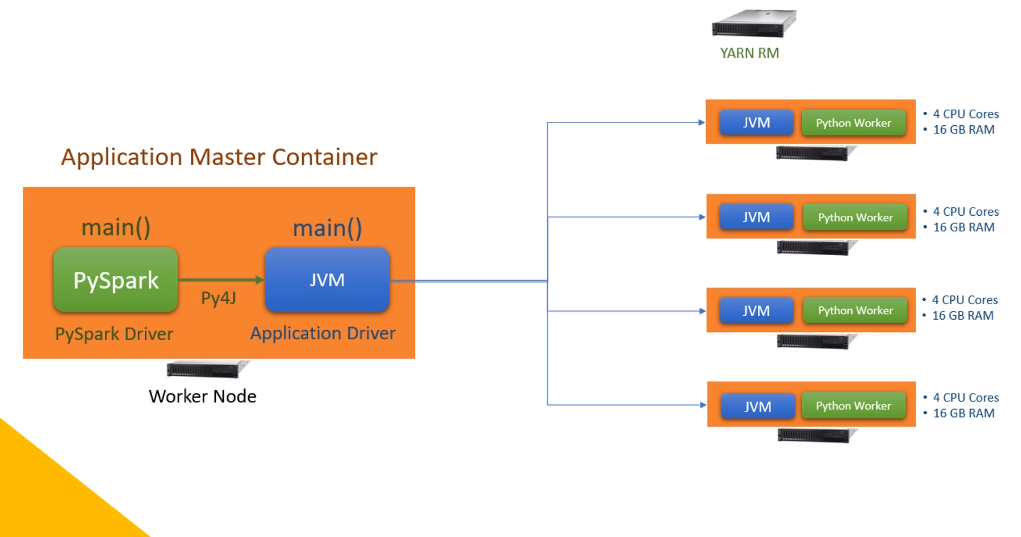 YARN RM
Application Master Container
main()
main()
PySpark
Py4J
JVM
PySpark Driver
Application Driver
Worker Node
JVM
Python Worker
• 4 CPU Cores
• 16 GB RAM
JVM
Python Worker
• 4 CPU Cores
• 16 GB RAM
JVM
Python Worker
• 4 CPU Cores
• 16 GB RAM
JVM
Python Worker
• 4 CPU Cores
• 16 GB RAM